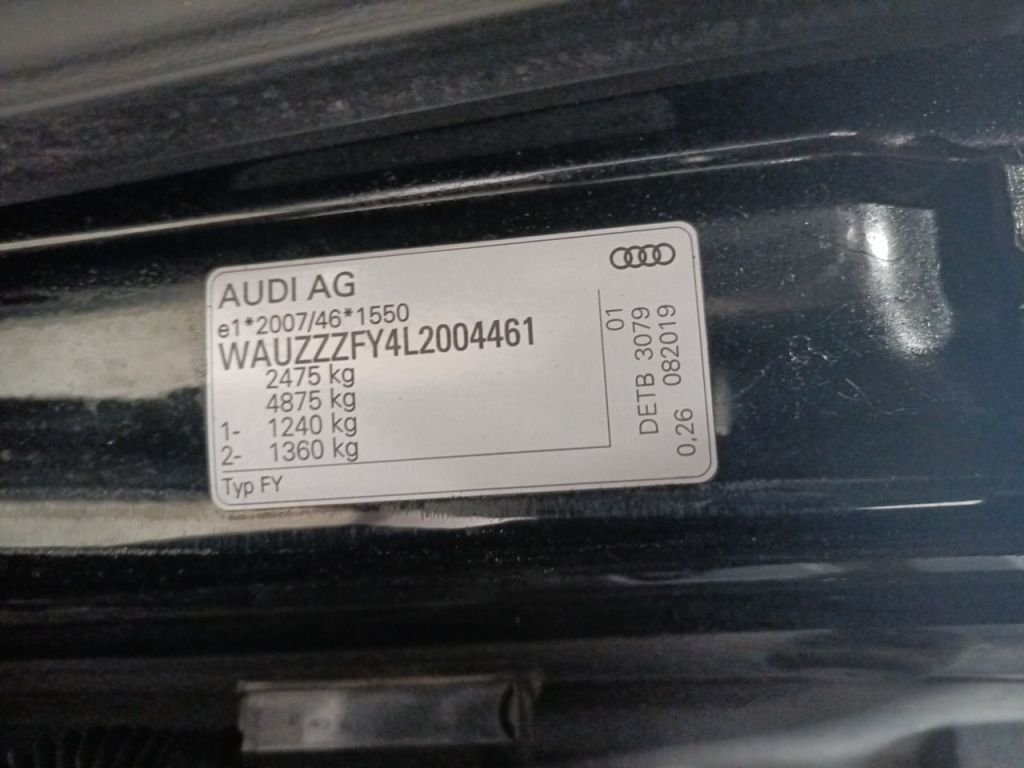 AUDI AG
e1*2007/46*1550
WAUZZZFY4L2004461
2475 kg
4875 kg
1- 1240 kg
2- 1360 kg
Typ FY
01
DETB 3079
0,26 082019